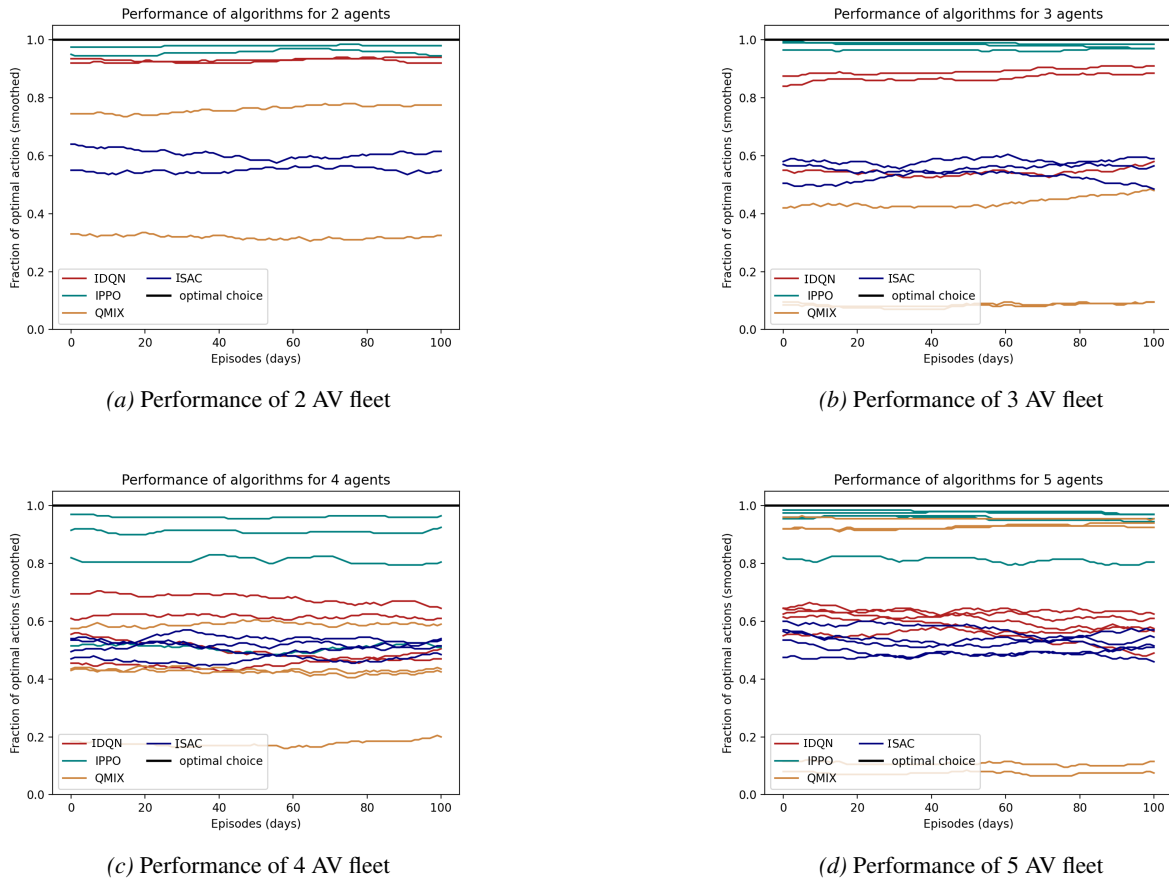 Performance of algorithms for 2 agents
Fraction of optimal actions (smoothed)
1.0
0.8
0.6
0.4
0.2
0.0
IDQN
IPPO
QMIX
ISAC
optimal choice
0 20 40 60 80 100
Episodes (days)
(a) Performance of 2 AV fleet
Performance of algorithms for 3 agents
Fraction of optimal actions (smoothed)
1.0
0.8
0.6
0.4
0.2
0.0
IDQN
IPPO
QMIX
ISAC
optimal choice
0 20 40 60 80 100
Episodes (days)
(b) Performance of 3 AV fleet
Performance of algorithms for 4 agents
Fraction of optimal actions (smoothed)
1.0
0.8
0.6
0.4
0.2
0.0
IDQN
IPPO
QMIX
ISAC
optimal choice
0 20 40 60 80 100
Episodes (days)
(c) Performance of 4 AV fleet
Performance of algorithms for 5 agents
Fraction of optimal actions (smoothed)
1.0
0.8
0.6
0.4
0.2
0.0
IDQN
IPPO
QMIX
ISAC
optimal choice
0 20 40 60 80 100
Episodes (days)
(d) Performance of 5 AV fleet